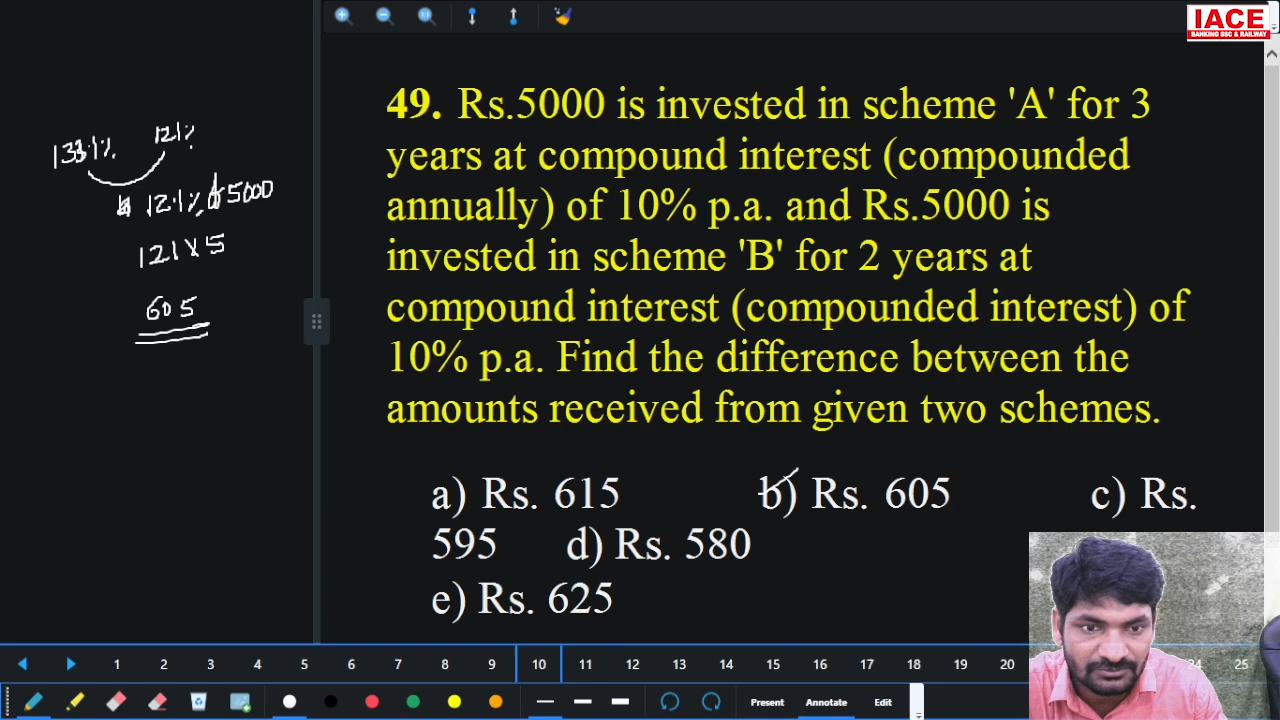 IACE
BANKING SSC & RAILWAY
133.1% 121%
12.1% of 5000
121 x 5
605
49. Rs.5000 is invested in scheme 'A' for 3
years at compound interest (compounded
annually) of 10% p.a. and Rs.5000 is
invested in scheme 'B' for 2 years at
compound interest (compounded interest) of
10% p.a. Find the difference between the
amounts received from given two schemes.
a) Rs. 615 b) Rs. 605 c) Rs.
595 d) Rs. 580
e) Rs. 625
1 2 3 4 5 6 7 8 9 10 11 12 13 14 15 16 17 18 19 20 24 25
Present Annotate Edit